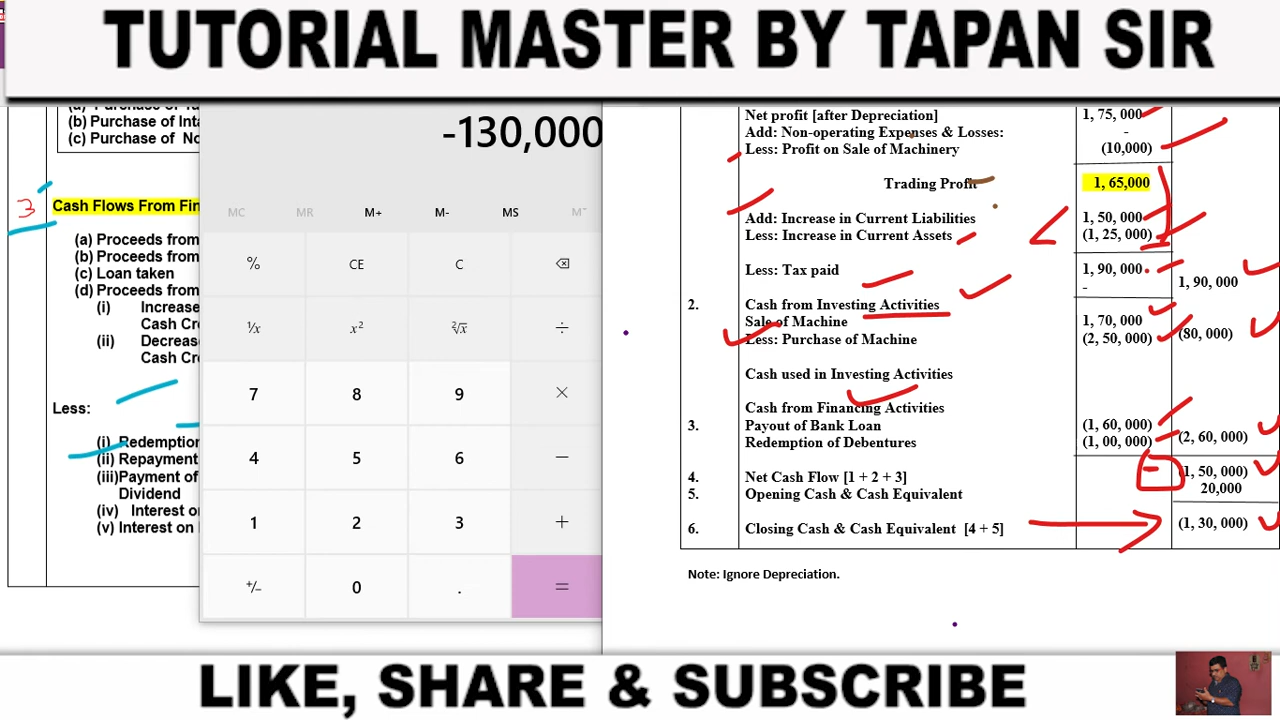 TUTORIAL MASTER BY TAPAN SIR
(b) Purchase of Inta
(c) Purchase of No
3
Cash Flows From Fin
(a) Proceeds from
(b) Proceeds from
(c) Loan taken
(d) Proceeds from
(i) Increase
Cash Cr
(ii) Decrea
Cash Cr
Less:
(i) Redemption
(ii) Repayment
(iii)Payment of
Dividend
(iv) Interest o
(v) Interest on
-130,000
MC MR M+ M- MS M
% CE C
1/x x² ²√x ÷
7 8 9 ×
4 5 6 −
1 2 3 +
+/− 0 . =
Net profit [after Depreciation] 1, 75, 000
Add: Non-operating Expenses & Losses: -
Less: Profit on Sale of Machinery (10,000)
Trading Profit 1, 65,000
Add: Increase in Current Liabilities 1, 50, 000
Less: Increase in Current Assets (1, 25, 000)
Less: Tax paid 1, 90, 000
- 1, 90, 000
2. Cash from Investing Activities
Sale of Machine 1, 70, 000
Less: Purchase of Machine (2, 50, 000) (80, 000)
Cash used in Investing Activities
Cash from Financing Activities
3. Payout of Bank Loan (1, 60, 000)
Redemption of Debentures (1, 00, 000) (2, 60, 000)
4. Net Cash Flow [1 + 2 + 3] (1, 50, 000)
5. Opening Cash & Cash Equivalent 20,000
6. Closing Cash & Cash Equivalent [4 + 5] (1, 30, 000)
Note: Ignore Depreciation.
LIKE, SHARE & SUBSCRIBE